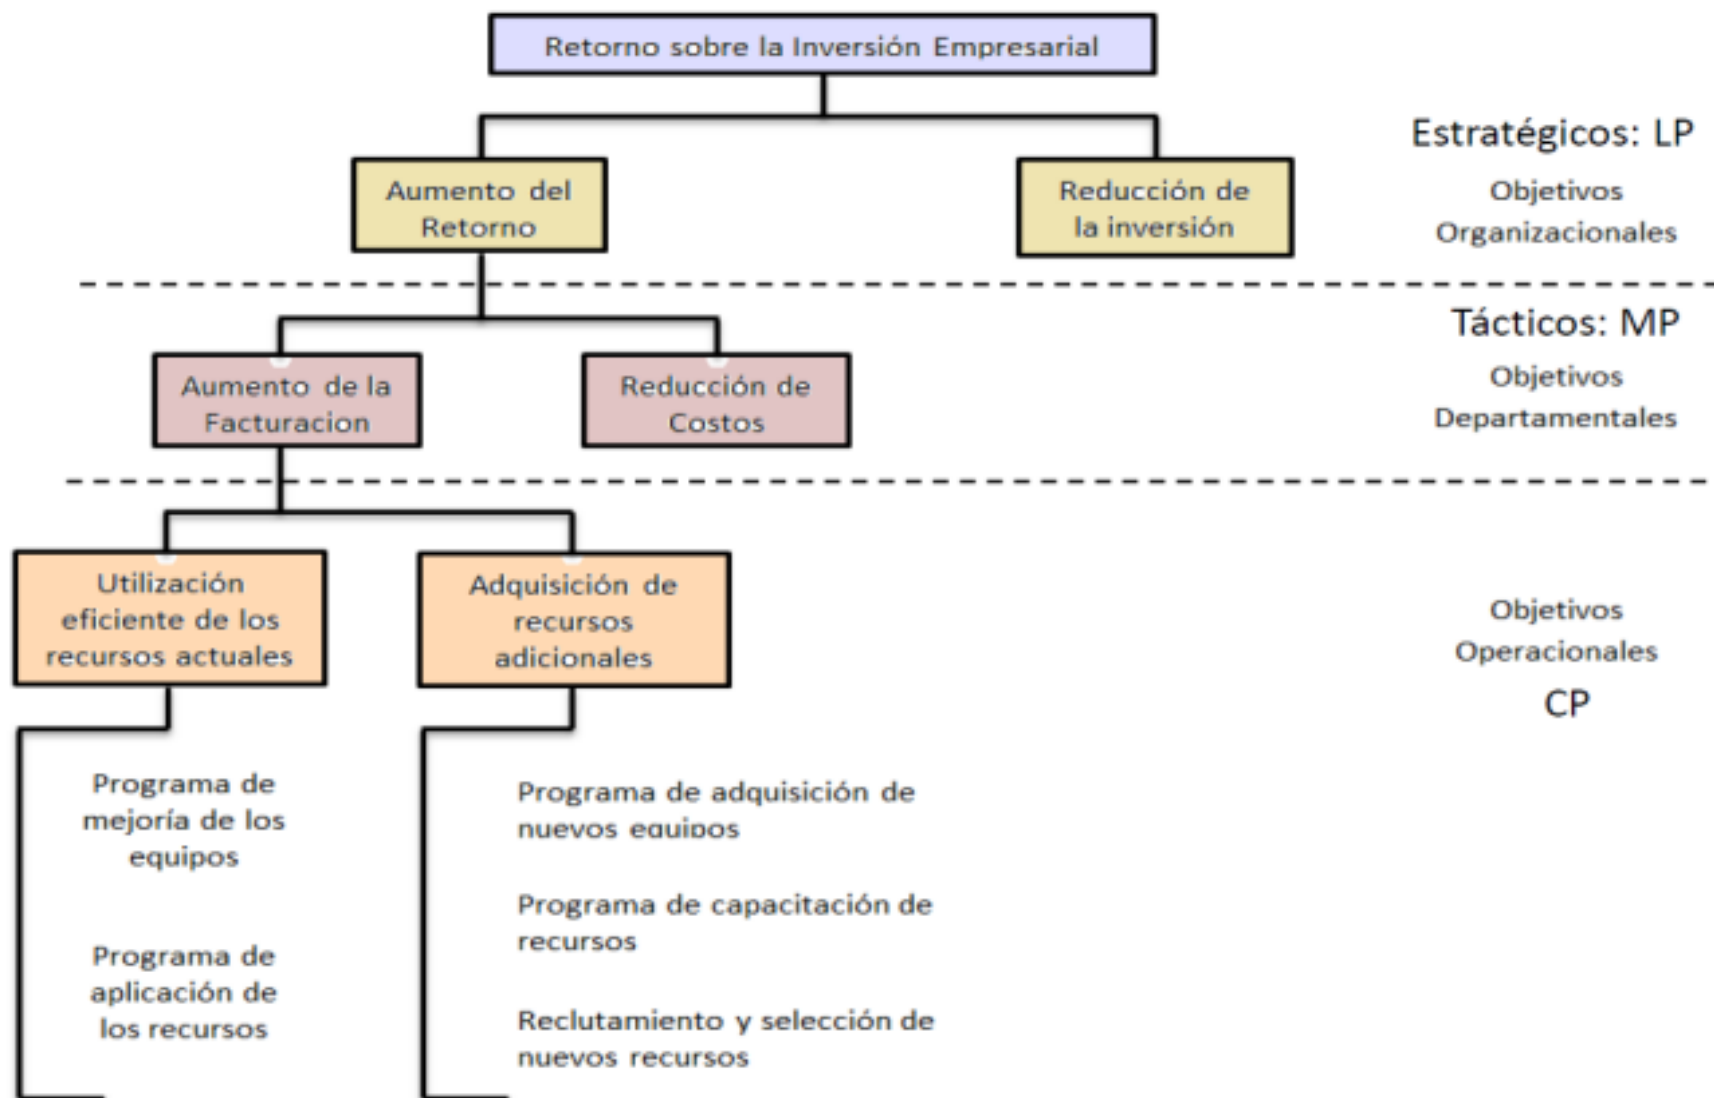 Retorno sobre la Inversión Empresarial
Estratégicos: LP
Aumento del
Retorno
Reducción de
la inversión
Objetivos
Organizacionales
Tácticos: MP
Aumento de la
Facturacion
Reducción de
Costos
Objetivos
Departamentales
Utilización
eficiente de los
recursos actuales
Adquisición de
recursos
adicionales
Objetivos
Operacionales
CP
Programa de
mejoría de los
equipos
Programa de
aplicación de
los recursos
Programa de adquisición de
nuevos equipos
Programa de capacitación de
recursos
Reclutamiento y selección de
nuevos recursos